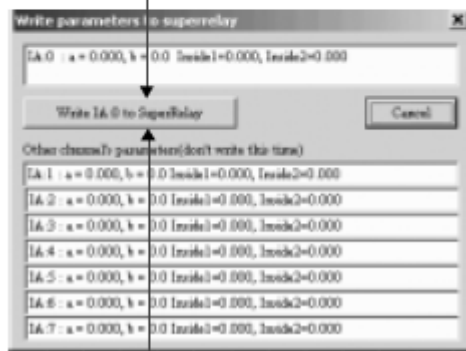 Write parameters to superrelay
IA:0 : a = 0.000, b = 0.0 Inside1=0.000, Inside2=0.000
Write IA:0 to SuperRelay
Cancel
Other channel's parameters(don't write this time)
IA:1 : a = 0.000, b = 0.0 Inside1=0.000, Inside2=0.000
IA:2 : a = 0.000, b = 0.0 Inside1=0.000, Inside2=0.000
IA:3 : a = 0.000, b = 0.0 Inside1=0.000, Inside2=0.000
IA:4 : a = 0.000, b = 0.0 Inside1=0.000, Inside2=0.000
IA:5 : a = 0.000, b = 0.0 Inside1=0.000, Inside2=0.000
IA:6 : a = 0.000, b = 0.0 Inside1=0.000, Inside2=0.000
IA:7 : a = 0.000, b = 0.0 Inside1=0.000, Inside2=0.000